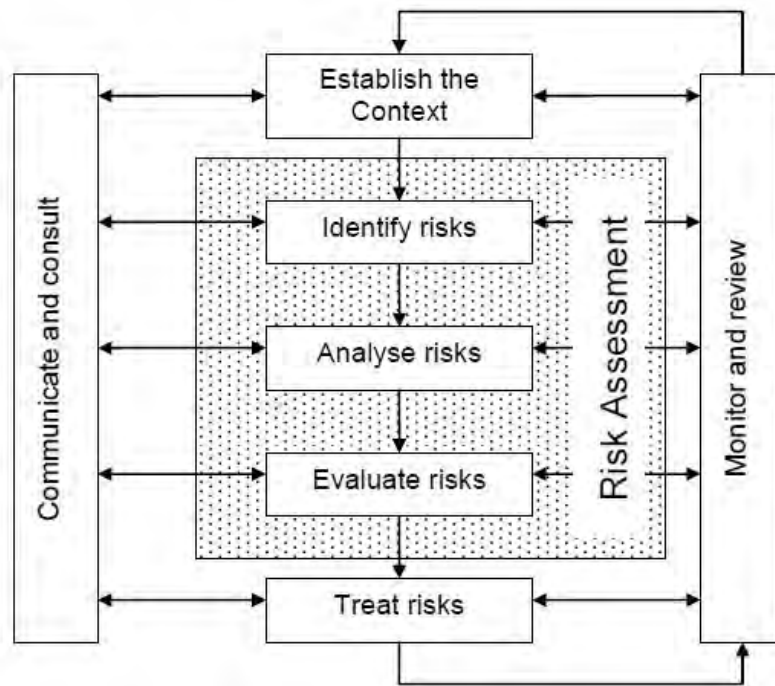 Establish the
Context
Communicate and consult
Identify risks
Analyse risks
Evaluate risks
Risk Assessment
Monitor and review
Treat risks